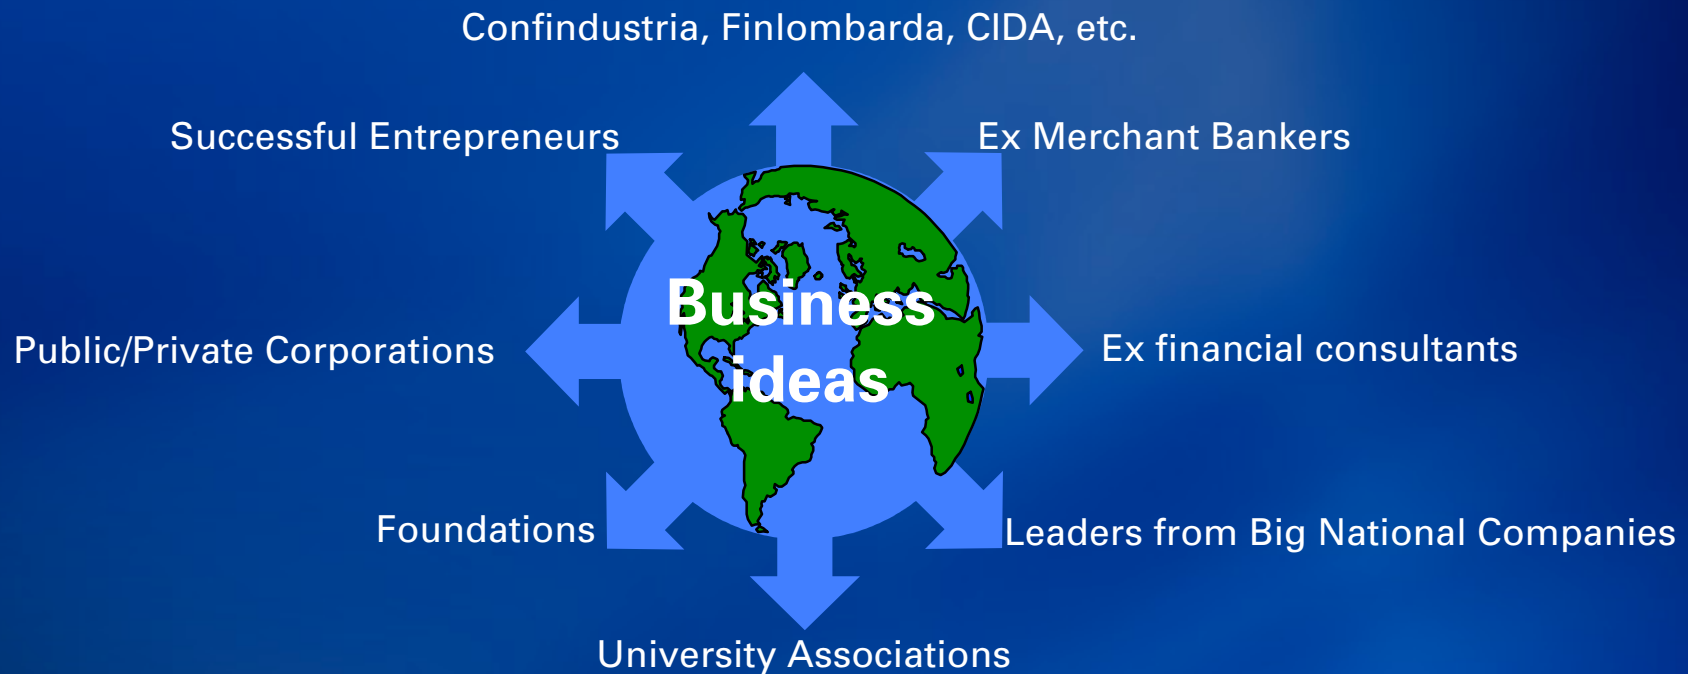 Confindustria, Finlombarda, CIDA, etc.
Successful Entrepreneurs
Ex Merchant Bankers
Business
ideas
Public/Private Corporations
Ex financial consultants
Foundations
Leaders from Big National Companies
University Associations